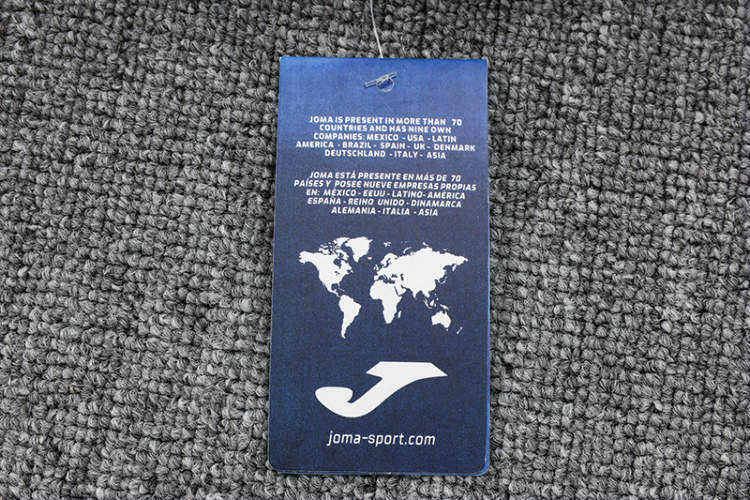 JOMA IS PRESENT IN MORE THAN 70
COUNTRIES AND HAS NINE OWN
COMPANIES: MEXICO - USA - LATIN
AMERICA - BRAZIL - SPAIN - UK - DENMARK
DEUTSCHLAND - ITALY - ASIA
JOMA ESTÁ PRESENTE EN MÁS DE 70
PAÍSES Y POSEE NUEVE EMPRESAS PROPIAS
EN: MÉXICO - EEUU - LATINO- AMÉRICA
ESPAÑA - REINO UNIDO - DINAMARCA
ALEMANIA - ITALIA - ASIA
joma-sport.com